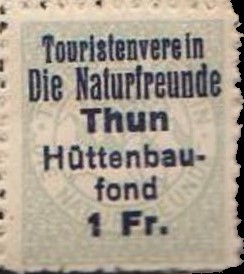 Touristenverein
Die Naturfreunde
Thun
Hüttenbau-
fond
1 Fr.